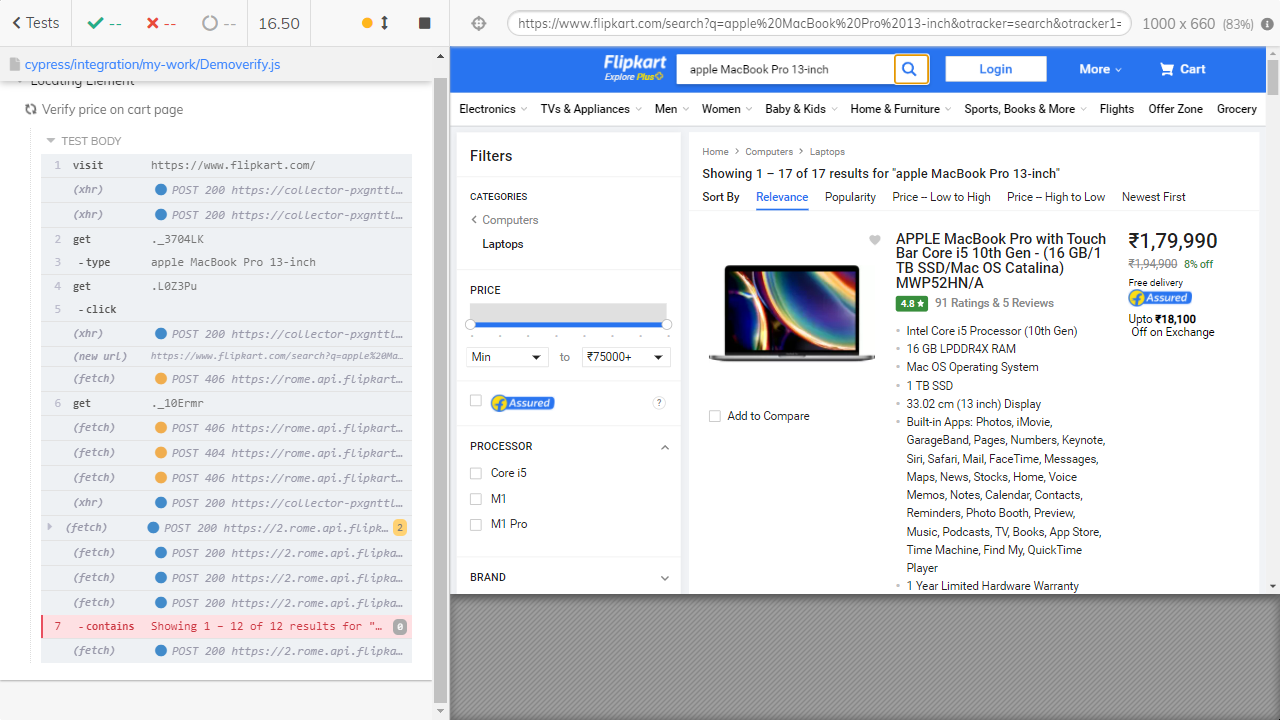 Tests
--
--
--
16.50
https://www.flipkart.com/search?q=apple%20MacBook%20Pro%2013-inch&otracker=search&otracker1=
1000 x 660 (83%)
cypress/integration/my-work/Demoverify.js
Locating Element
Verify price on cart page
TEST BODY
1 visit https://www.flipkart.com/
(xhr) POST 200 https://collector-pxgnttl...
(xhr) POST 200 https://collector-pxgnttl...
2 get ._3704LK
3 -type apple MacBook Pro 13-inch
4 get .L0Z3Pu
5 -click
(xhr) POST 200 https://collector-pxgnttl...
(new url) https://www.flipkart.com/search?q=apple%20Ma...
(fetch) POST 406 https://rome.api.flipkart...
6 get ._10Ermr
(fetch) POST 406 https://rome.api.flipkart...
(fetch) POST 404 https://rome.api.flipkart...
(fetch) POST 406 https://rome.api.flipkart...
(xhr) POST 200 https://collector-pxgnttl...
(fetch) POST 200 https://2.rome.api.flipk... 2
(fetch) POST 200 https://2.rome.api.flipka...
(fetch) POST 200 https://2.rome.api.flipka...
(fetch) POST 200 https://2.rome.api.flipka...
7 -contains Showing 1 – 12 of 12 results for "... 0
(fetch) POST 200 https://2.rome.api.flipka...
Flipkart
Explore Plus
apple MacBook Pro 13-inch
Login
More
Cart
Electronics TVs & Appliances Men Women Baby & Kids Home & Furniture Sports, Books & More Flights Offer Zone Grocery
Filters
CATEGORIES
Computers
Laptops
PRICE
Min to ₹75000+
Assured ?
PROCESSOR
Core i5
M1
M1 Pro
BRAND
Home > Computers > Laptops
Showing 1 – 17 of 17 results for "apple MacBook Pro 13-inch"
Sort By Relevance Popularity Price -- Low to High Price -- High to Low Newest First
Add to Compare
APPLE MacBook Pro with Touch
Bar Core i5 10th Gen - (16 GB/1
TB SSD/Mac OS Catalina)
MWP52HN/A
4.8 ★ 91 Ratings & 5 Reviews
Intel Core i5 Processor (10th Gen)
16 GB LPDDR4X RAM
Mac OS Operating System
1 TB SSD
33.02 cm (13 inch) Display
Built-in Apps: Photos, iMovie,
GarageBand, Pages, Numbers, Keynote,
Siri, Safari, Mail, FaceTime, Messages,
Maps, News, Stocks, Home, Voice
Memos, Notes, Calendar, Contacts,
Reminders, Photo Booth, Preview,
Music, Podcasts, TV, Books, App Store,
Time Machine, Find My, QuickTime
Player
1 Year Limited Hardware Warranty
₹1,79,990
₹1,94,900 8% off
Free delivery
Assured
Upto ₹18,100
Off on Exchange